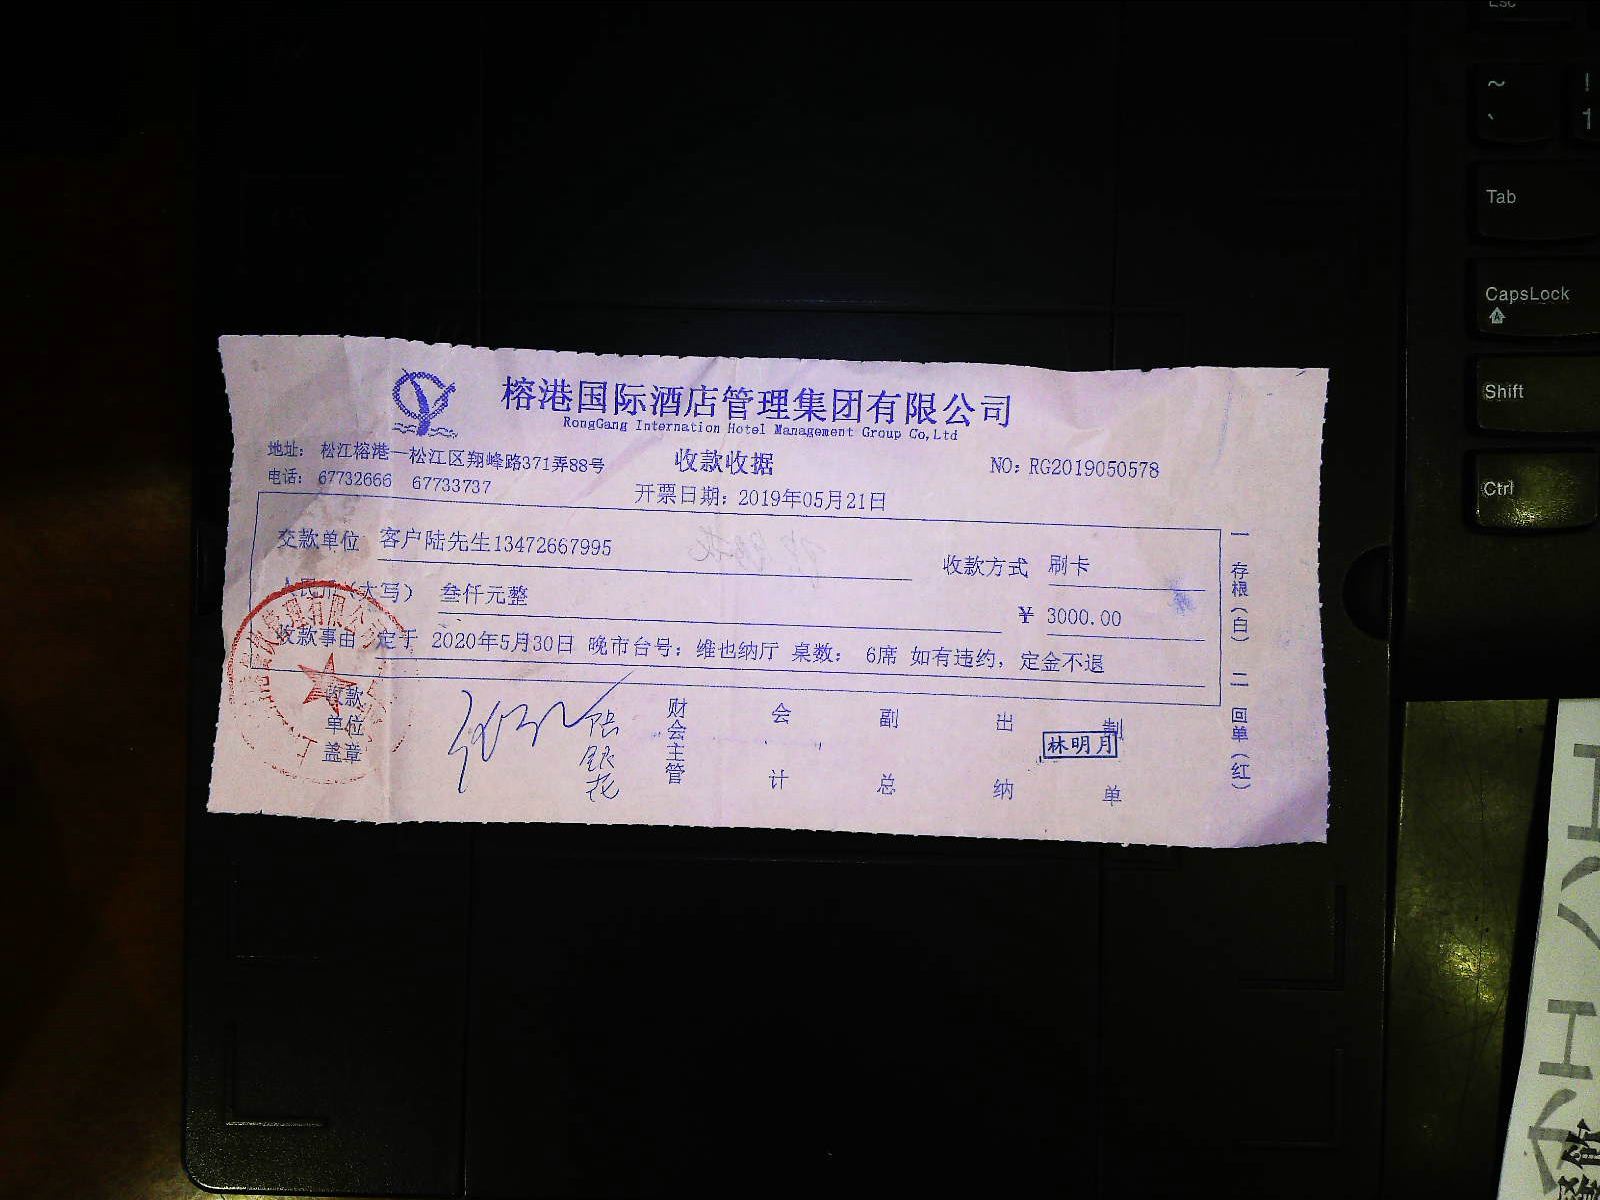 榕港国际酒店管理集团有限公司
RongGang Internation Hotel Management Group Co,Ltd
地址： 松江榕港一松江区翔峰路371弄88号
收款收据
NO：RG2019050578
电话： 67732666 67733737
开票日期：2019年05月21日
交款单位 客户陆先生13472667995
收款方式 刷卡
人民币（大写） 叁仟元整
¥ 3000.00
收款事由 定于 2020年5月30日 晚市台号：维也纳厅 桌数： 6席 如有违约，定金不退
收款
单位
盖章
张银花
财会主管
会计
副总
出纳
制单
林明月
一存根（白） 二回单（红）
Esc
~
、
!
1
Tab
CapsLock
Shift
Ctrl